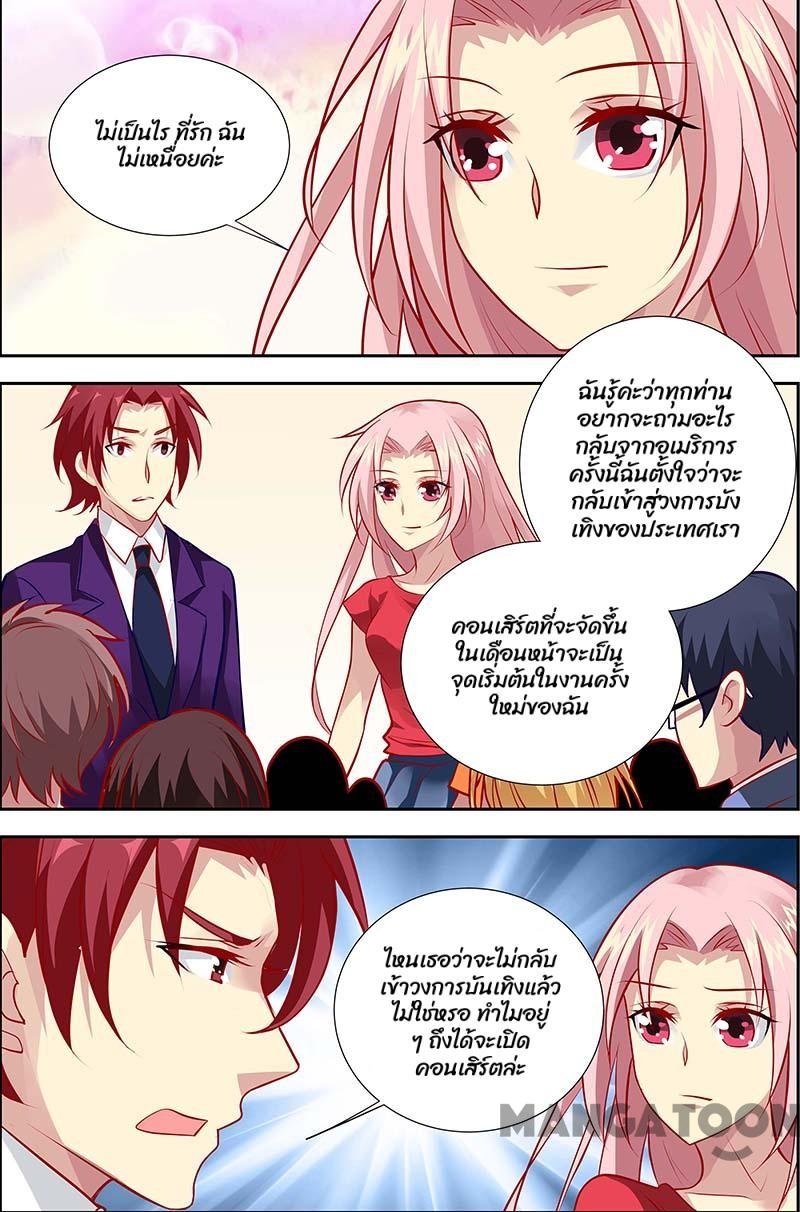 ไม่เป็นไร ที่รัก ฉัน
ไม่เหนื่อยค่ะ
ฉันรู้ค่ะว่าทุกท่าน
อยากจะถามอะไร
กลับจากอเมริการ
ครั้งนี้ฉันตั้งใจว่าจะ
กลับเข้าสู่วงการบัง
เทิงของประเทศเรา
คอนเสิร์ตที่จะจัดขึ้น
ในเดือนหน้าจะเป็น
จุดเริ่มต้นในงานครั้ง
ใหม่ของฉัน
ไหนเธอว่าจะไม่กลับ
เข้าวงการบันเทิงแล้ว
ไม่ใช่หรอ ทำไมอยู่
ๆ ถึงได้จะเปิด
คอนเสิร์ตล่ะ
MANGATOON